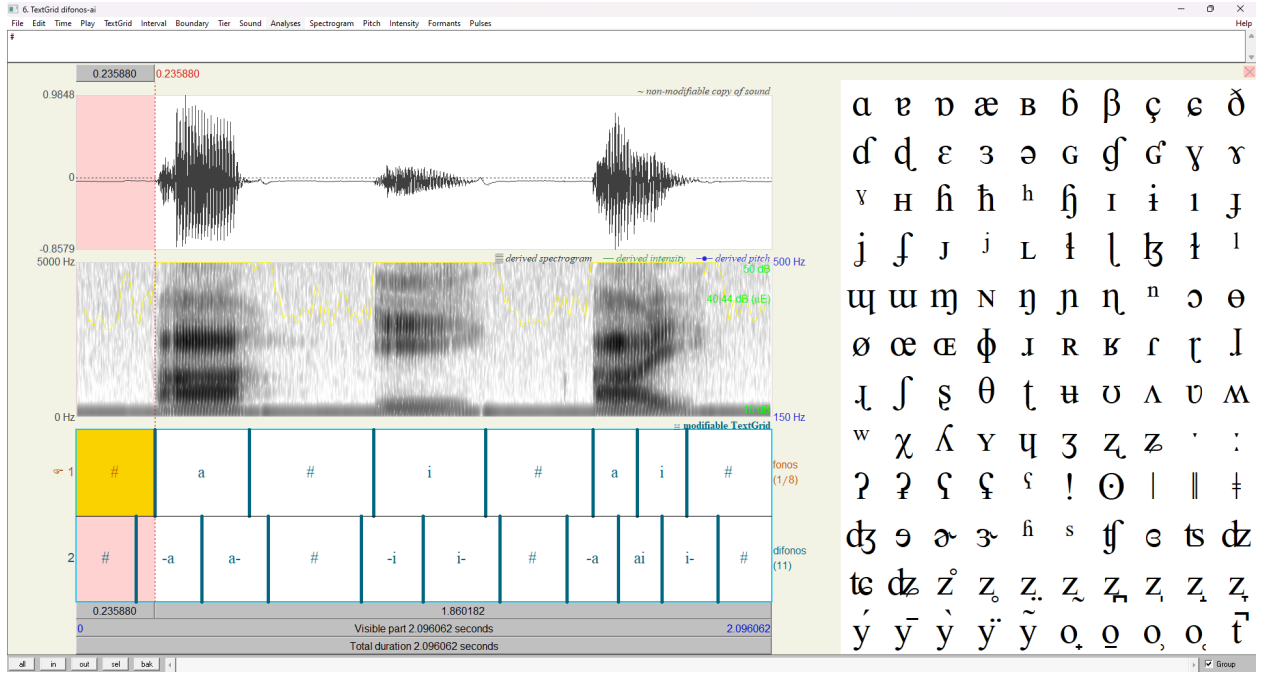 6. TextGrid difonos-ai
File Edit Time Play TextGrid Interval Boundary Tier Sound Analyses Spectrogram Pitch Intensity Formants Pulses Help
#
0.235880 0.235880
~ non-modifiable copy of sound
0.9848
0
-0.8579
5000 Hz
derived spectrogram derived intensity derived pitch
500 Hz
50 dB
40.44 dB (µE)
0 Hz
150 Hz
modifiable TextGrid
1 # a # i # a i # fonos
(1/8)
2 # -a a- # -i i- # -a ai i- # difonos
(11)
0.235880 1.860182
0 Visible part 2.096062 seconds 2.096062
Total duration 2.096062 seconds
all in out sel bak Group
ɑ ɐ ɒ æ ʙ ɓ β ç ɕ ð
ɗ ɖ ɛ ɜ ə ɢ ɠ ʛ ɣ ɤ
ˠ ʜ ɦ ħ ʰ ɧ ɪ ɨ ı ɟ
ʝ ʄ ᴊ ʲ ʟ ɫ ɭ ɮ ɬ ˡ
ɰ ɯ ɱ ɴ ŋ ɲ ɳ ⁿ ɔ ɵ
ø œ ɶ ɸ ɹ ʀ ʁ ɾ ɽ ɺ
ɻ ʃ ʂ θ ʈ ʉ ʊ ʌ ʋ ʍ
ʷ χ ʎ ʏ ɥ ʒ ʐ ʑ ˑ ː
ʔ ʡ ʕ ʢ ˤ ǃ ʘ ǀ ǁ ǂ
ʤ ɘ ɚ ɝ ʱ ˢ ʧ ɞ ʦ ʣ
ʨ ʥ z̊ z̥ z̤ z̰ z̺ z̩ z̟ z̞
ý ȳ ỳ ÿ ỹ o̟ o̠ o̹ o̜ t̚